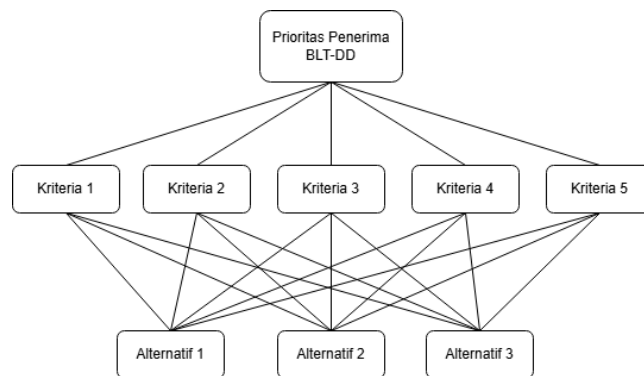 Prioritas Penerima
BLT-DD
Kriteria 1
Kriteria 2
Kriteria 3
Kriteria 4
Kriteria 5
Alternatif 1
Alternatif 2
Alternatif 3